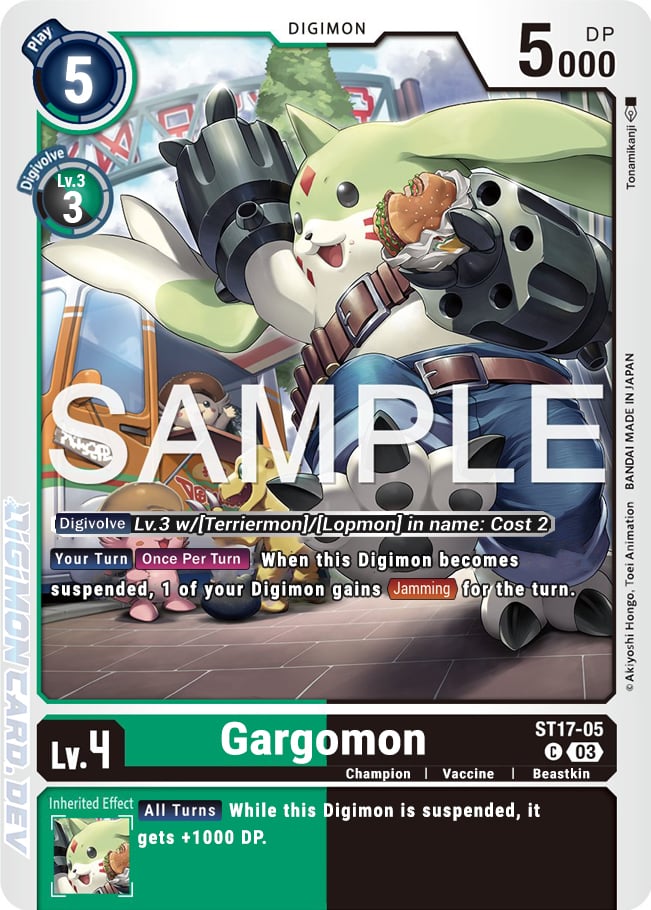 DIGIMON
Play
5
DP
5000
Digivolve
Lv.3
3
Tonamikanji
SAMPLE
Digivolve Lv.3 w/[Terriermon]/[Lopmon] in name: Cost 2
Your Turn Once Per Turn When this Digimon becomes
suspended, 1 of your Digimon gains Jamming for the turn.
© Akiyoshi Hongo, Toei Animation BANDAI MADE IN JAPAN
DIGIMONCARD.DEV
Lv.4
Gargomon
ST17-05
C 03
Champion | Vaccine | Beastkin
Inherited Effect
All Turns While this Digimon is suspended, it
gets +1000 DP.